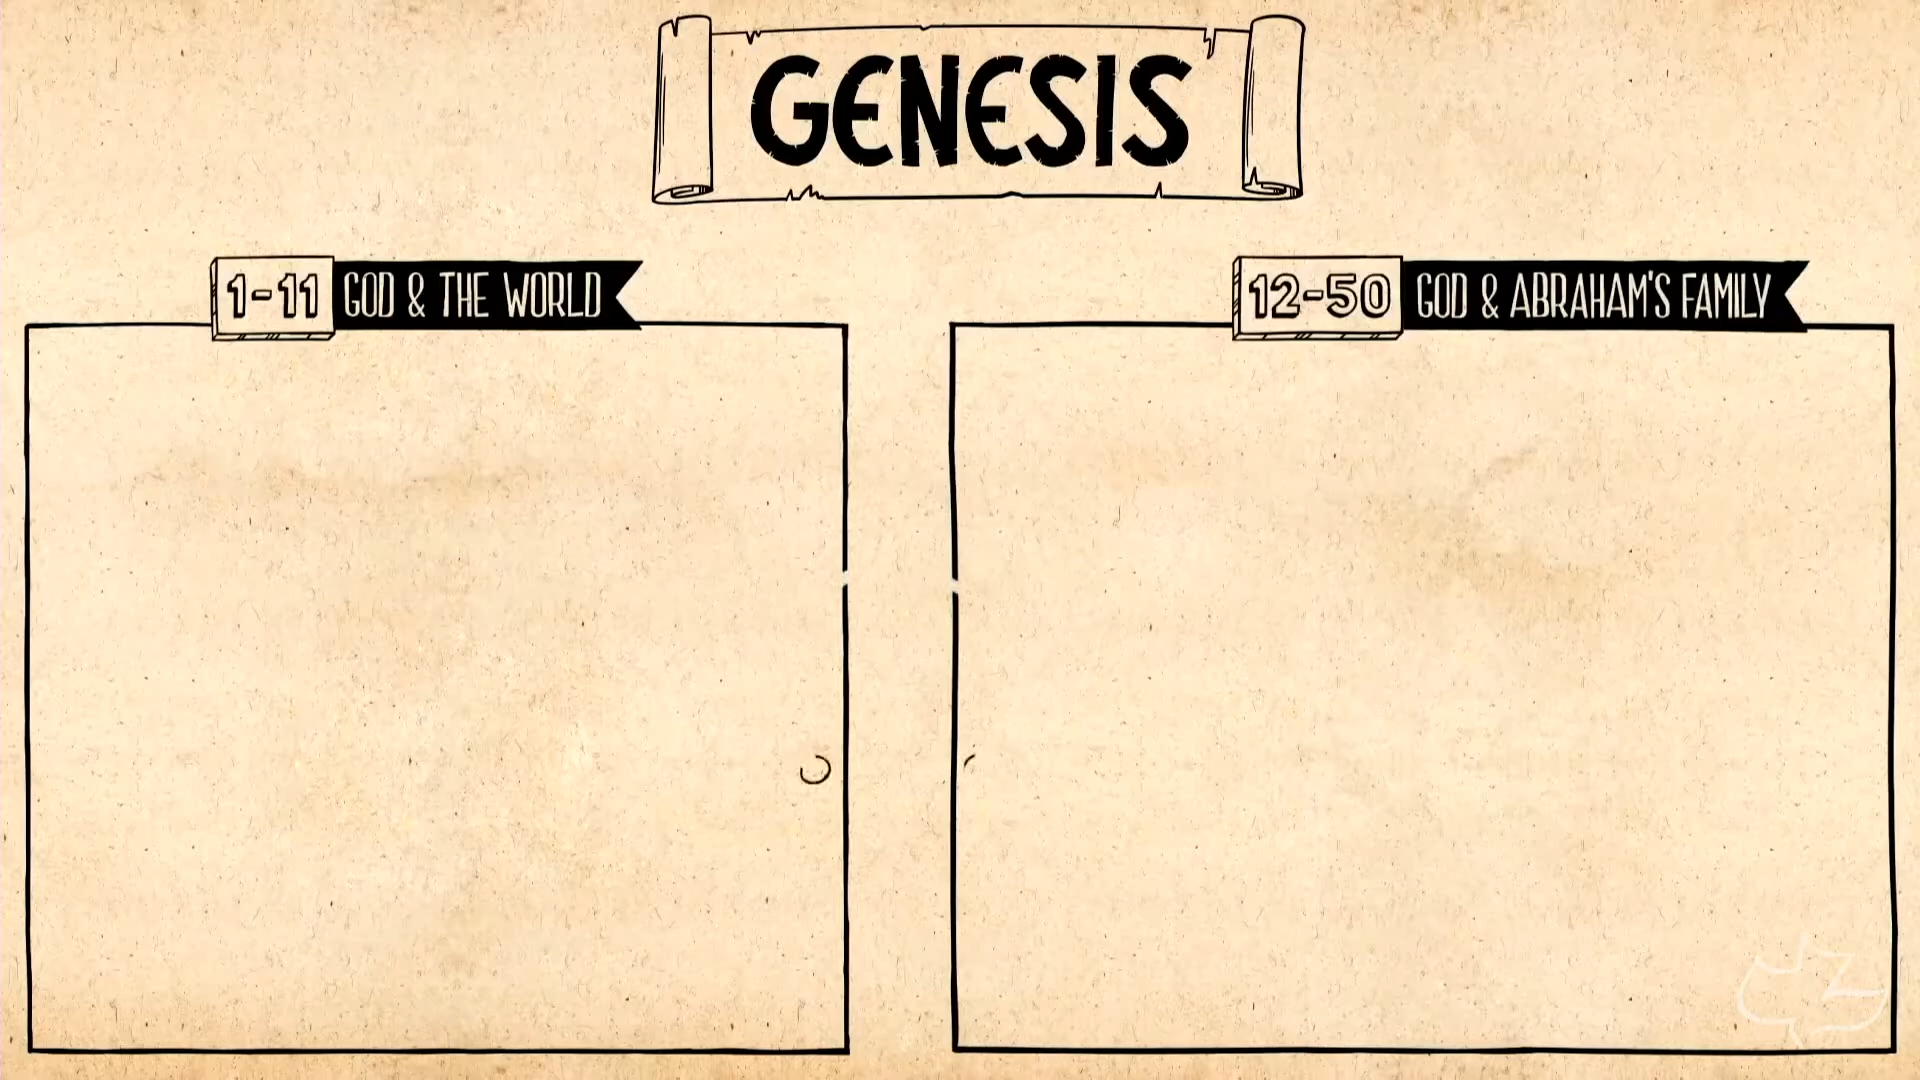 GENESIS
1-11 GOD & THE WORLD
12-50 GOD & ABRAHAM'S FAMILY